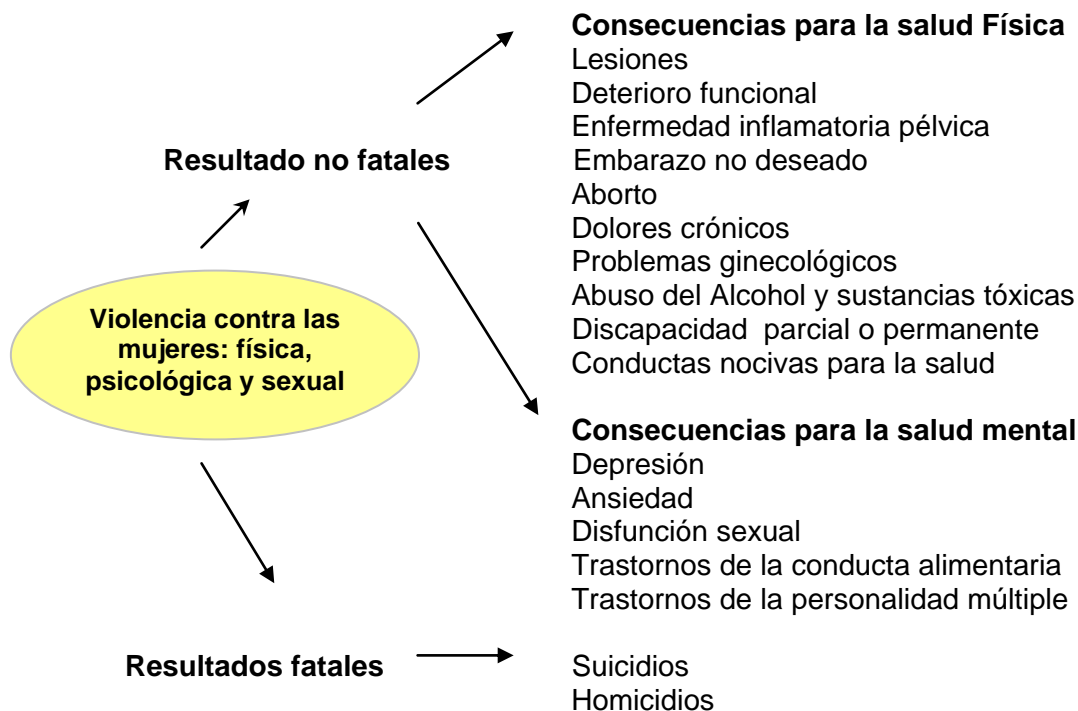 Violencia contra las
mujeres: física,
psicológica y sexual
Resultado no fatales
Consecuencias para la salud Física
Lesiones
Deterioro funcional
Enfermedad inflamatoria pélvica
Embarazo no deseado
Aborto
Dolores crónicos
Problemas ginecológicos
Abuso del Alcohol y sustancias tóxicas
Discapacidad parcial o permanente
Conductas nocivas para la salud
Consecuencias para la salud mental
Depresión
Ansiedad
Disfunción sexual
Trastornos de la conducta alimentaria
Trastornos de la personalidad múltiple
Resultados fatales
Suicidios
Homicidios